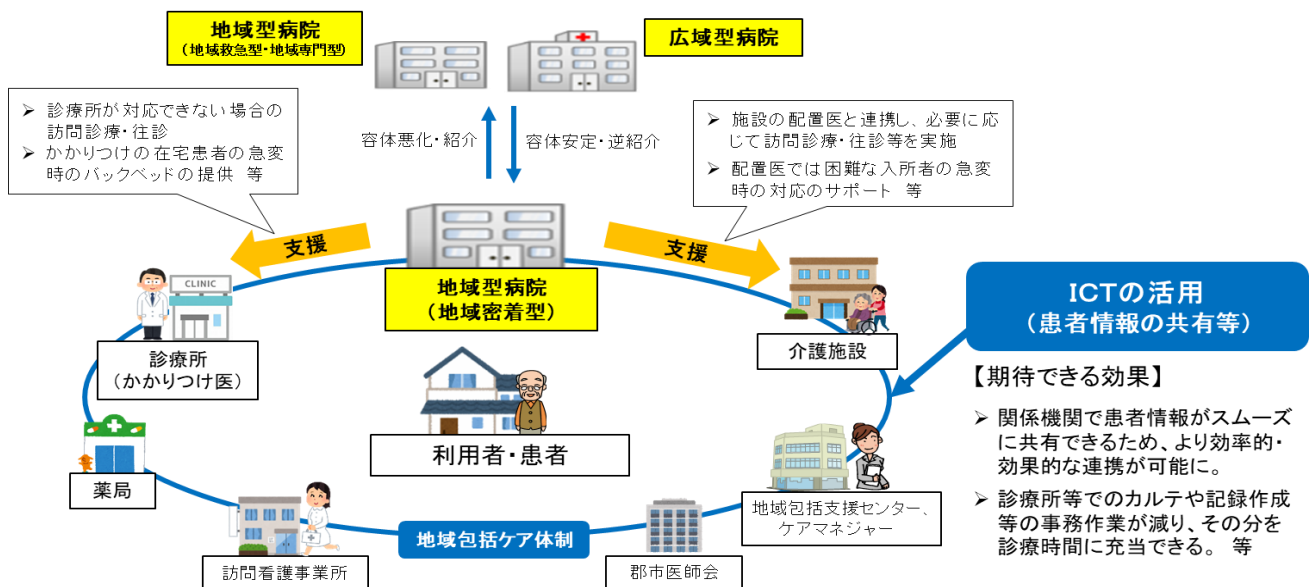 地域型病院
（地域救急型・地域専門型）
広域型病院
➢ 診療所が対応できない場合の
訪問診療・往診
➢ かかりつけの在宅患者の急変
時のバックベッドの提供　等
容体悪化・紹介
容体安定・逆紹介
➢ 施設の配置医と連携し、必要に応
じて訪問診療・往診等を実施
➢ 配置医では困難な入所者の急変
時の対応のサポート　等
支援
支援
地域型病院
（地域密着型）
CLINIC
診療所
（かかりつけ医）
介護施設
ICTの活用
（患者情報の共有等）
【期待できる効果】
➢ 関係機関で患者情報がスムーズ
に共有できるため、より効率的・
効果的な連携が可能に。
➢ 診療所等でのカルテや記録作成
等の事務作業が減り、その分を
診療時間に充当できる。　等
利用者・患者
薬局
地域包括支援センター、
ケアマネジャー
地域包括ケア体制
訪問看護事業所
郡市医師会